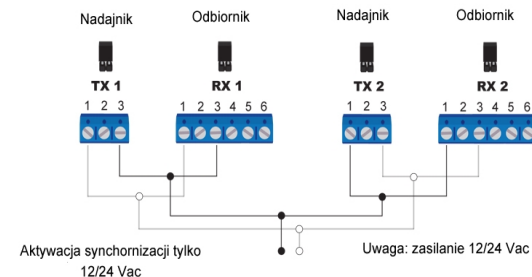 Nadajnik Odbiornik Nadajnik Odbiornik
TX 1 RX 1 TX 2 RX 2
1 2 3 1 2 3 4 5 6 1 2 3 1 2 3 4 5 6
Aktywacja synchornizacji tylko
12/24 Vac
Uwaga: zasilanie 12/24 Vac